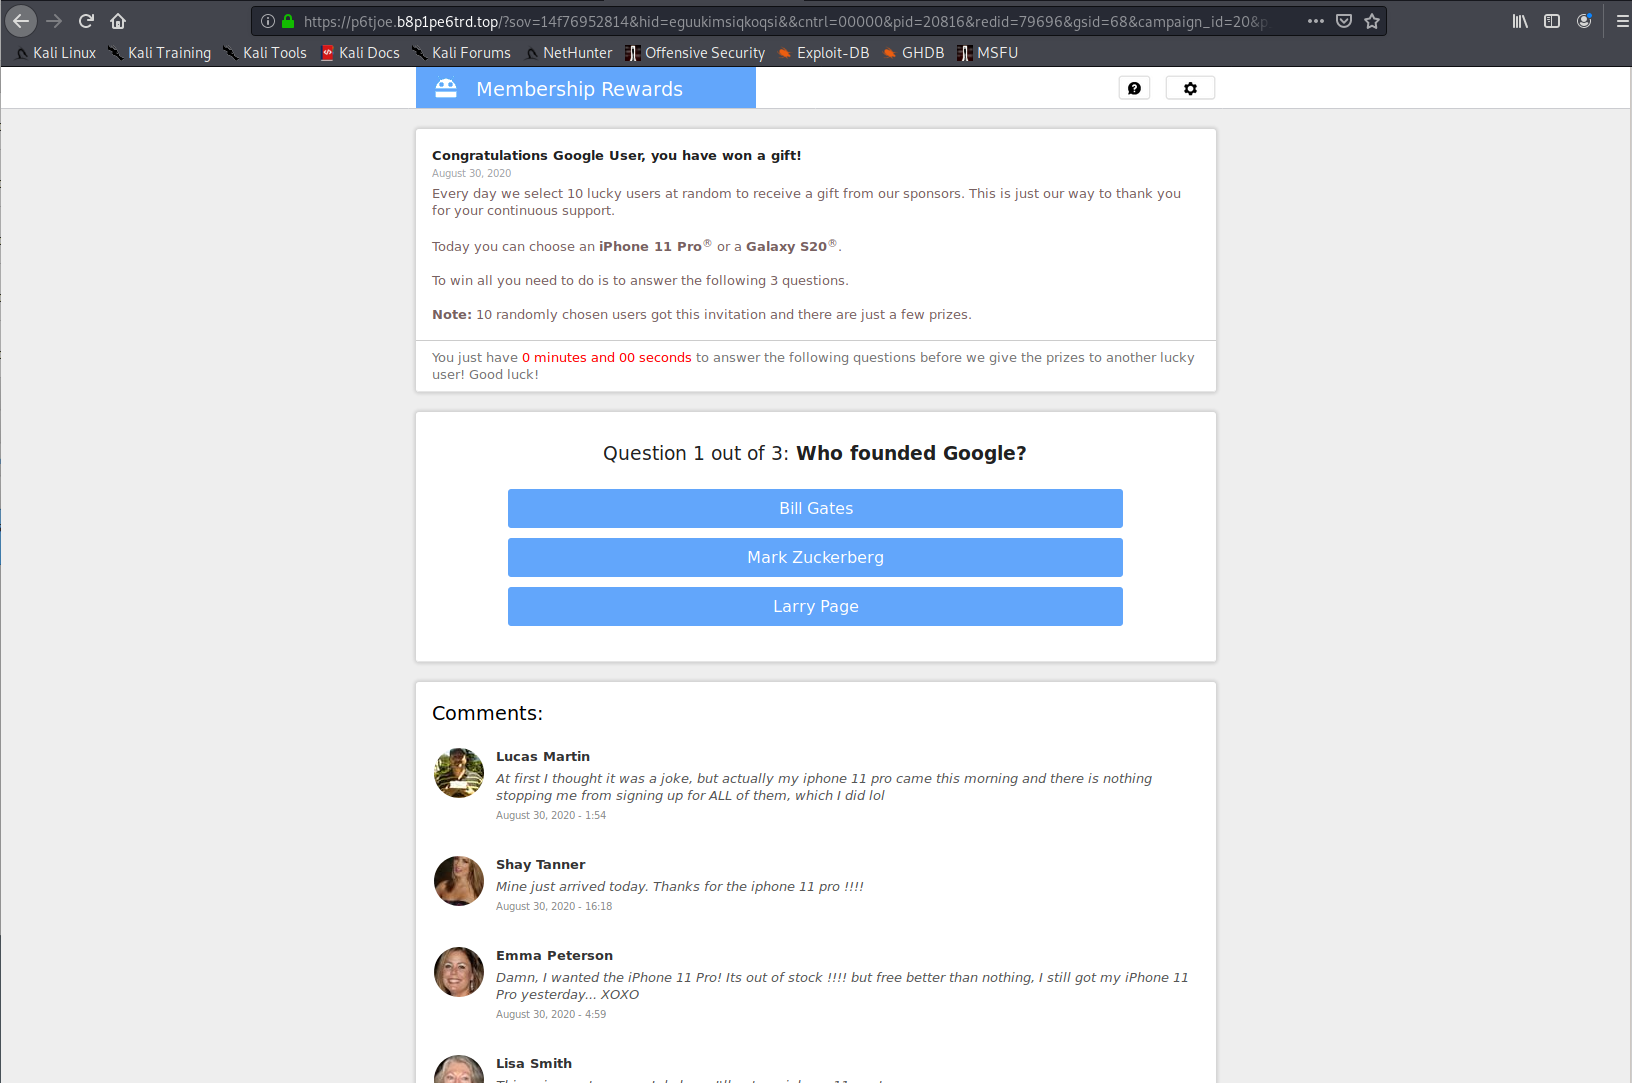 https://p6tjoe.b8p1pe6trd.top/?sov=14f76952814&hid=eguukimsiqkoqsi&&cntrl=00000&pid=20816&redid=79696&gsid=68&campaign_id=20&p
Kali Linux Kali Training Kali Tools Kali Docs Kali Forums NetHunter Offensive Security Exploit-DB GHDB MSFU
Membership Rewards
Congratulations Google User, you have won a gift!
August 30, 2020
Every day we select 10 lucky users at random to receive a gift from our sponsors. This is just our way to thank you
for your continuous support.
Today you can choose an iPhone 11 Pro® or a Galaxy S20®.
To win all you need to do is to answer the following 3 questions.
Note: 10 randomly chosen users got this invitation and there are just a few prizes.
You just have 0 minutes and 00 seconds to answer the following questions before we give the prizes to another lucky
user! Good luck!
Question 1 out of 3: Who founded Google?
Bill Gates
Mark Zuckerberg
Larry Page
Comments:
Lucas Martin
At first I thought it was a joke, but actually my iphone 11 pro came this morning and there is nothing
stopping me from signing up for ALL of them, which I did lol
August 30, 2020 - 1:54
Shay Tanner
Mine just arrived today. Thanks for the iphone 11 pro !!!!
August 30, 2020 - 16:18
Emma Peterson
Damn, I wanted the iPhone 11 Pro! Its out of stock !!!! but free better than nothing, I still got my iPhone 11
Pro yesterday... XOXO
August 30, 2020 - 4:59
Lisa Smith